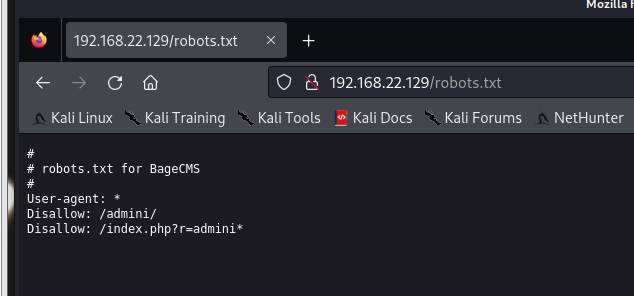 Mozilla
192.168.22.129/robots.txt
192.168.22.129/robots.txt
Kali Linux Kali Training Kali Tools Kali Docs Kali Forums NetHunter
#
# robots.txt for BageCMS
#
User-agent: *
Disallow: /admini/
Disallow: /index.php?r=admini*